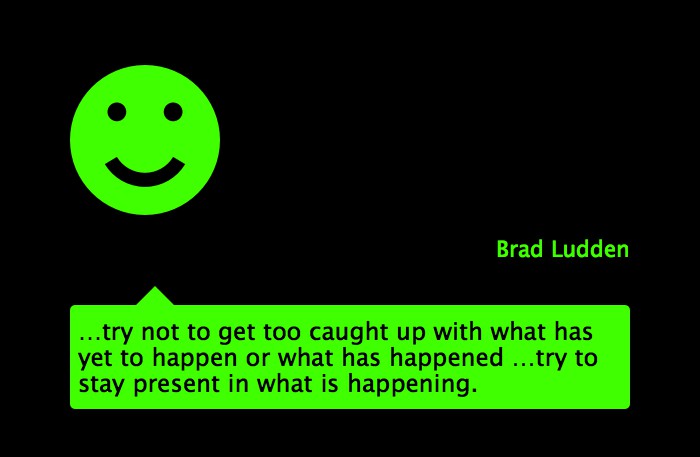 Brad Ludden
...try not to get too caught up with what has
yet to happen or what has happened ...try to
stay present in what is happening.